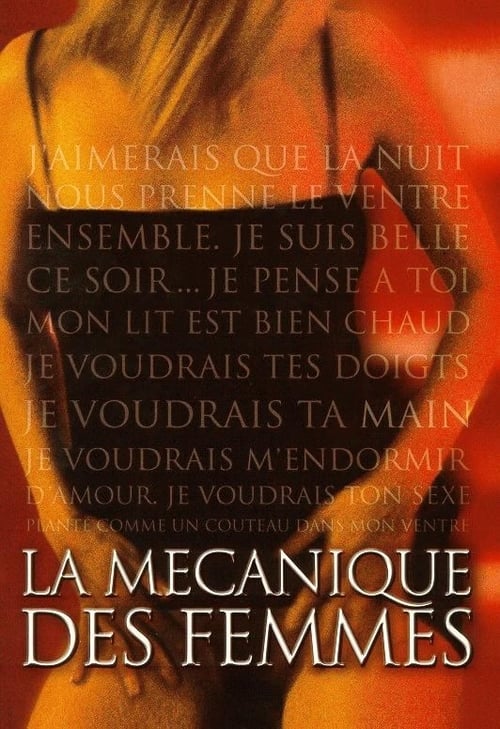 J'AIMERAIS QUE LA NUIT
NOUS PRENNE LE VENTRE
ENSEMBLE. JE SUIS BELLE
CE SOIR... JE PENSE A TOI
MON LIT EST BIEN CHAUD
JE VOUDRAIS TES DOIGTS
JE VOUDRAIS TA MAIN
JE VOUDRAIS M'ENDORMIR
D'AMOUR. JE VOUDRAIS TON SEXE
PLANTÉ COMME UN COUTEAU DANS MON VENTRE
LA MECANIQUE
DES FEMMES